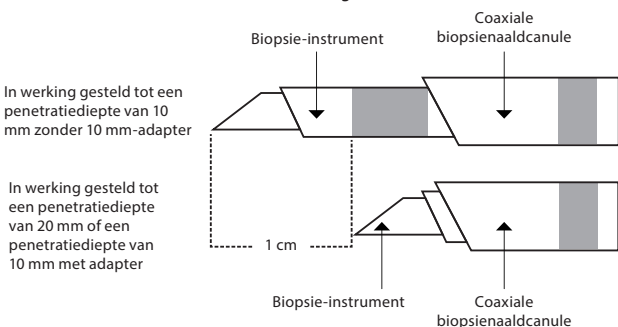 Biopsie-instrument
Coaxiale
biopsienaaldcanule
In werking gesteld tot een
penetratiediepte van 10
mm zonder 10 mm-adapter
In werking gesteld tot
een penetratiediepte
van 20 mm of een
penetratiediepte van
10 mm met adapter
1 cm
Biopsie-instrument
Coaxiale
biopsienaaldcanule